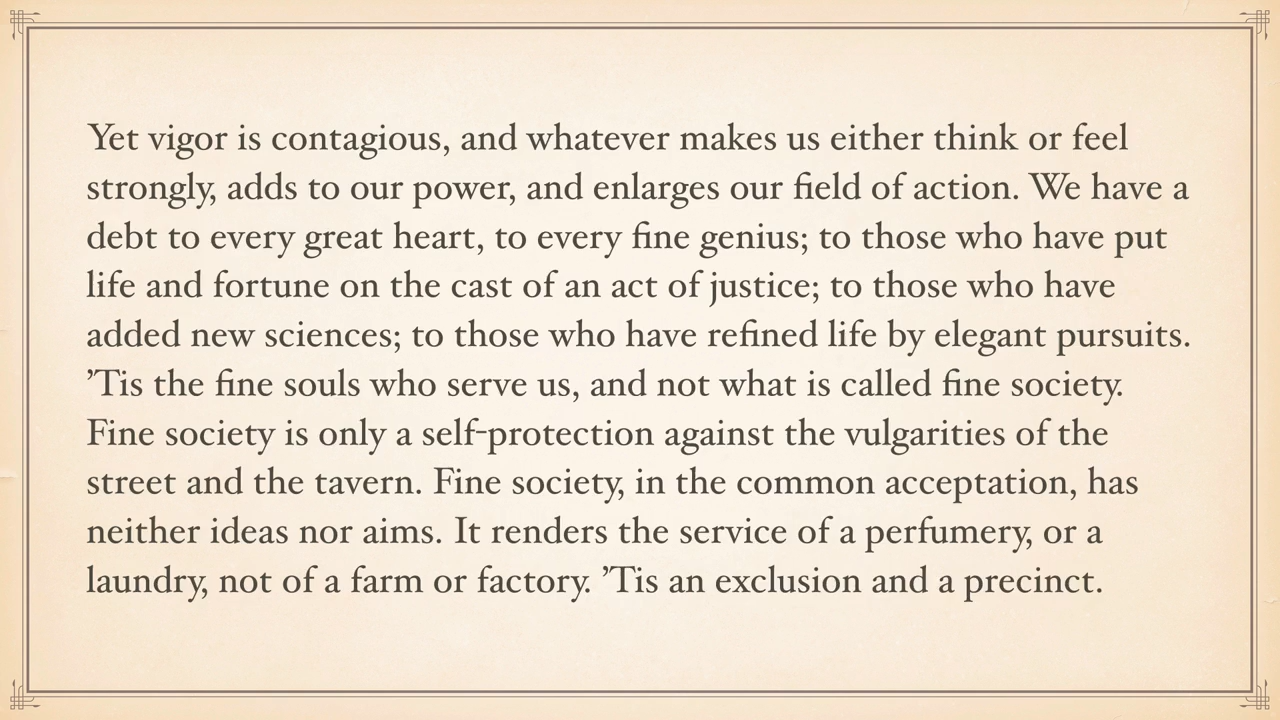 Yet vigor is contagious, and whatever makes us either think or feel
strongly, adds to our power, and enlarges our field of action. We have a
debt to every great heart, to every fine genius; to those who have put
life and fortune on the cast of an act of justice; to those who have
added new sciences; to those who have refined life by elegant pursuits.
’Tis the fine souls who serve us, and not what is called fine society.
Fine society is only a self-protection against the vulgarities of the
street and the tavern. Fine society, in the common acceptation, has
neither ideas nor aims. It renders the service of a perfumery, or a
laundry, not of a farm or factory. ’Tis an exclusion and a precinct.